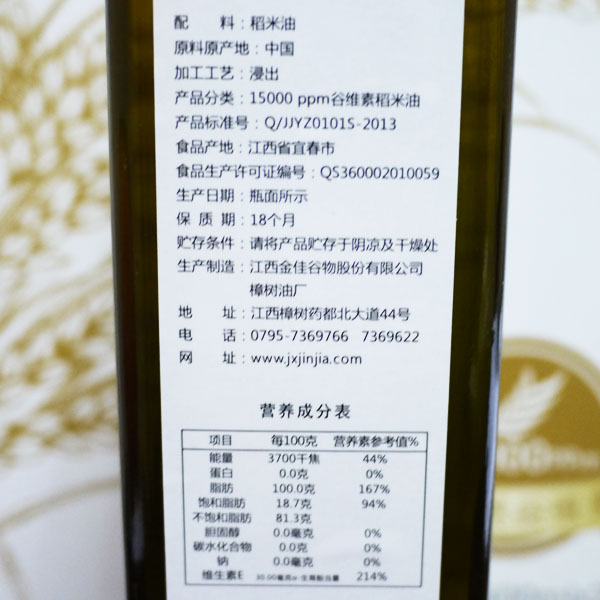 配 料：稻米油
原料原产地：中国
加工工艺：浸出
产品分类：15000 ppm谷维素稻米油
产品标准号：Q/JJYZ0101S-2013
食品产地：江西省宜春市
食品生产许可证编号：QS360002010059
生产日期：瓶面所示
保 质 期：18个月
贮存条件：请将产品贮存于阴凉及干燥处
生产制造：江西金佳谷物股份有限公司
樟树油厂
地 址：江西樟树药都北大道44号
电 话：0795-7369766 7369622
网 址：www.jxjinjia.com
营养成分表
项目 每100克 营养素参考值%
能量 3700千焦 44%
蛋白 0.0克 0%
脂肪 100.0克 167%
饱和脂肪 18.7克 94%
不饱和脂肪 81.3克
胆固醇 0.0毫克 0%
碳水化合物 0.0克 0%
钠 0.0毫克 0%
维生素E 30.00毫克α-生育酚当量 214%